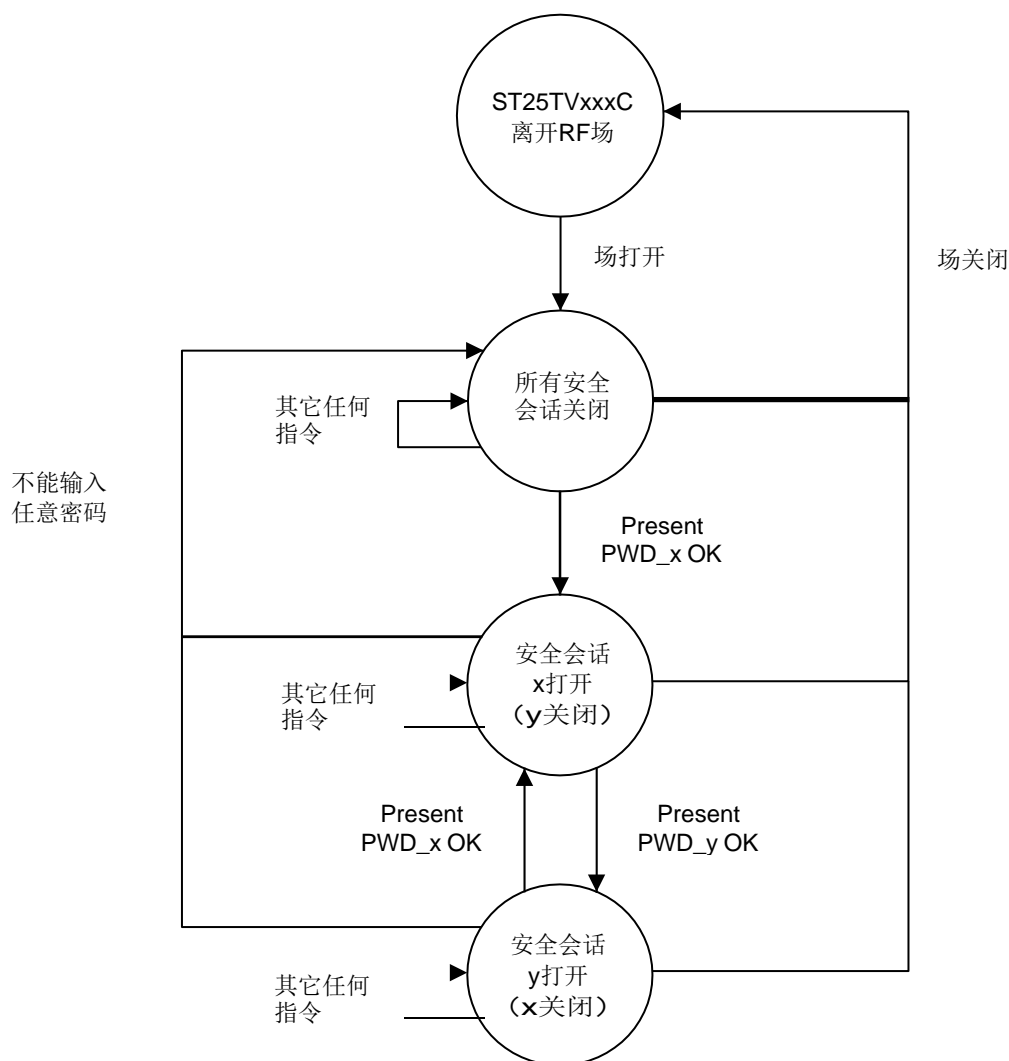 ST25TVxxxC
离开RF场
场打开
场关闭
所有安全
会话关闭
其它任何
指令
不能输入
任意密码
Present
PWD_x OK
安全会话
x打开
（y关闭）
其它任何
指令
Present
PWD_x OK
Present
PWD_y OK
安全会话
y打开
（x关闭）
其它任何
指令